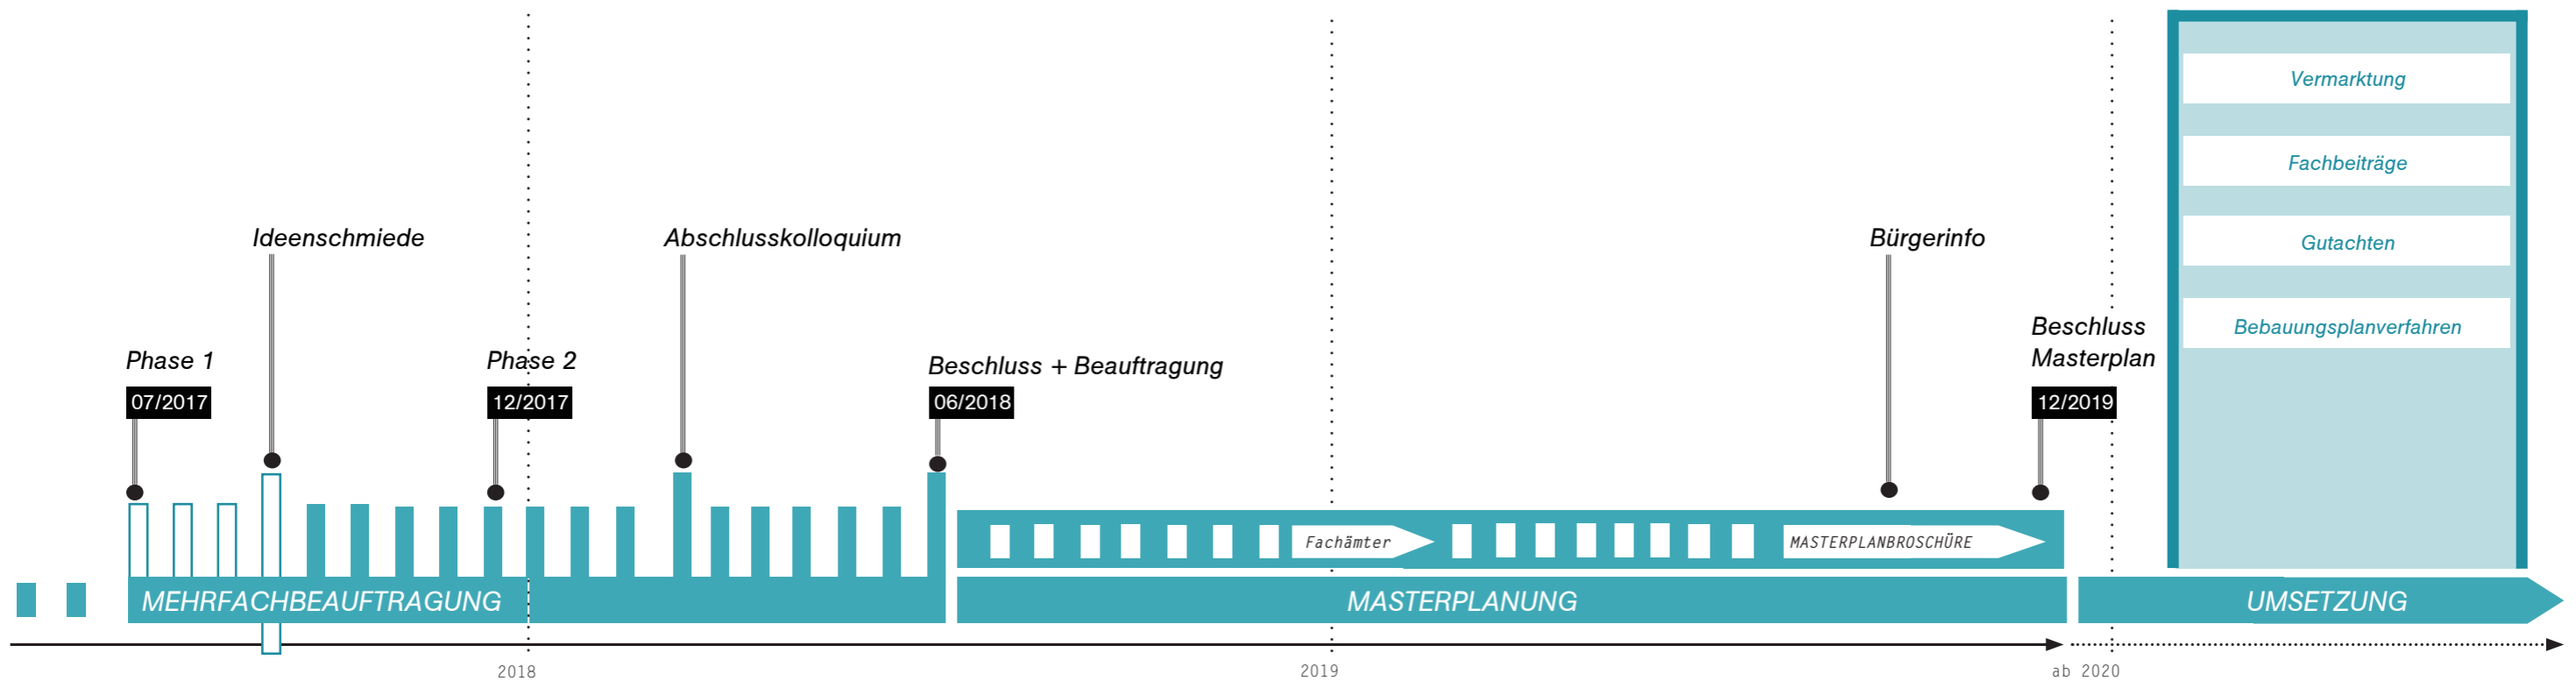 Vermarktung
Fachbeiträge
Gutachten
Bebauungsplanverfahren
Ideenschmiede
Abschlusskolloquium
Bürgerinfo
Phase 1
07/2017
Phase 2
12/2017
Beschluss + Beauftragung
06/2018
Beschluss
Masterplan
12/2019
Fachämter
MASTERPLANBROSCHÜRE
MEHRFACHBEAUFTRAGUNG
MASTERPLANUNG
UMSETZUNG
2018
2019
ab 2020